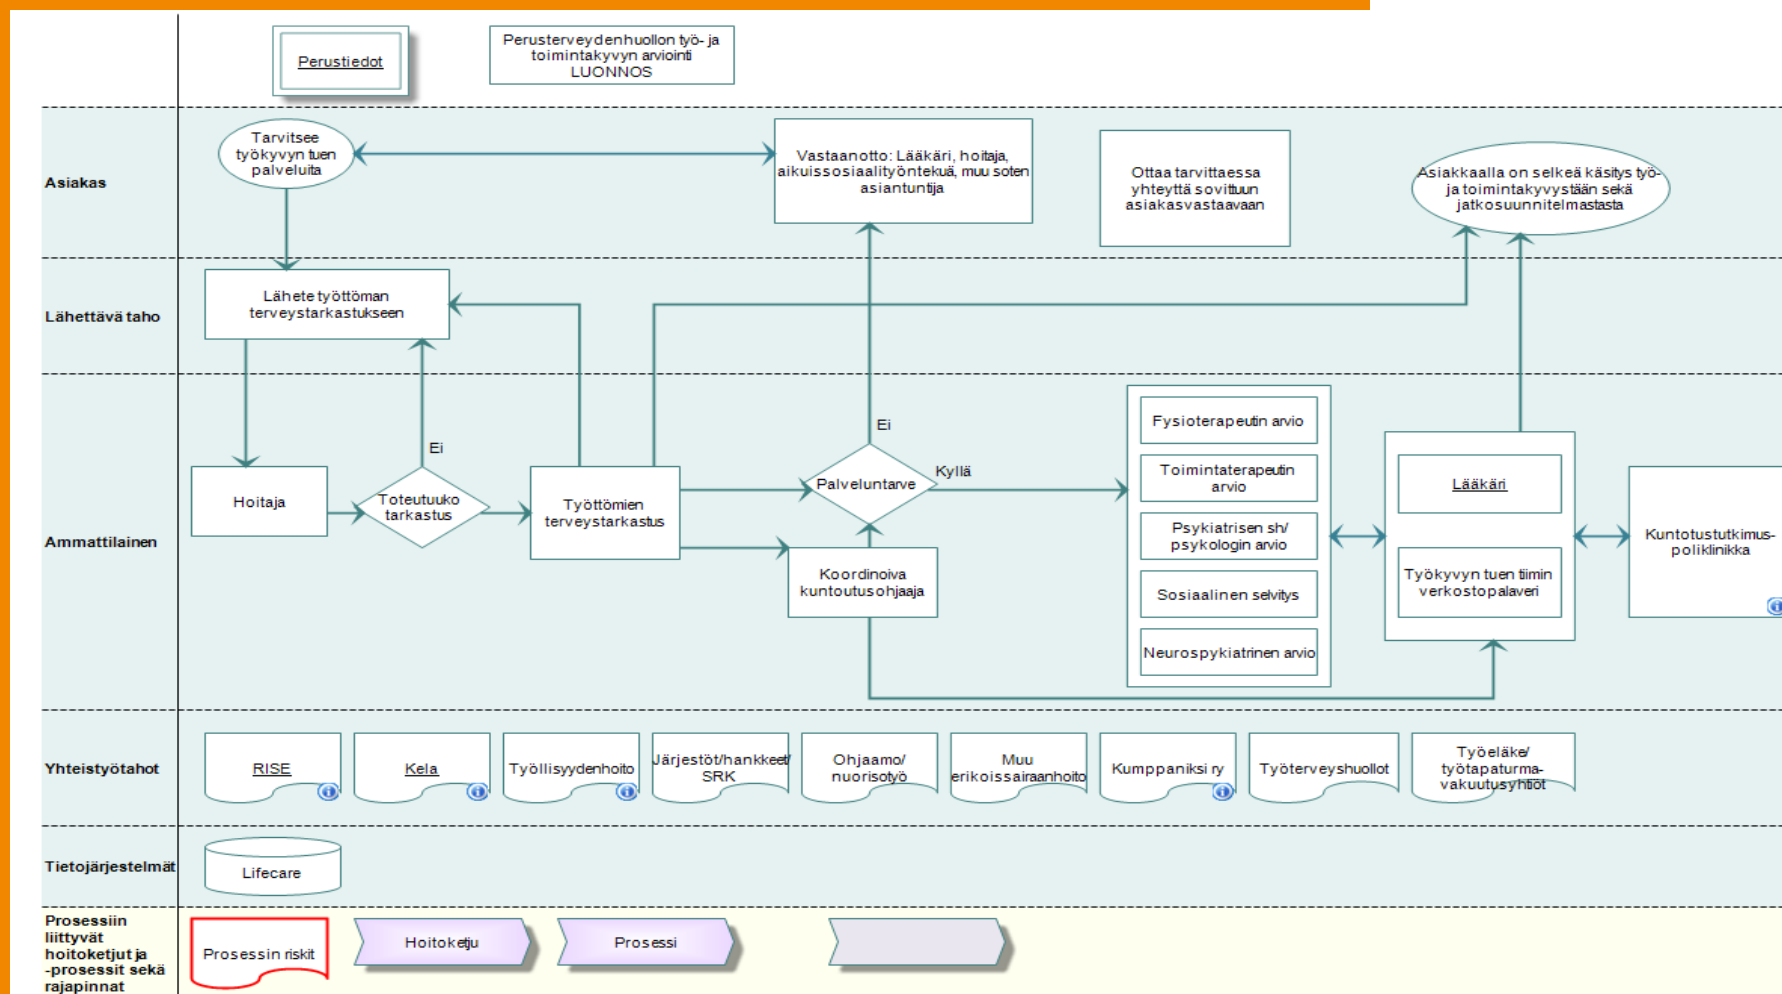 Perustiedot
Perusterveydenhuollon työ- ja
toimintakyvyn arviointi
LUONNOS
Asiakas
Tarvitsee
työkyvyn tuen
palveluita
Vastaanotto: Lääkäri, hoitaja,
aikuissosiaalityöntekuä, muu soten
asiantuntija
Ottaa tarvittaessa
yhteyttä sovittuun
asiakasvastaavaan
Asiakkaalla on selkeä käsitys työ-
ja toimintakyvystään sekä
jatkosuunnitelmastasta
Lähettävä taho
Lähete työttöman
terveystarkastukseen
Ammattilainen
Hoitaja
Ei
Toteutuuko
tarkastus
Työttömien
terveystarkastus
Ei
Palveluntarve
Kyllä
Koordinoiva
kuntoutusohjaaja
Fysioterapeutin arvio
Toimintaterapeutin
arvio
Psykiatrisen sh/
psykologin arvio
Sosiaalinen selvitys
Neurospykiatrinen arvio
Lääkäri
Työkyvyn tuen tiimin
verkostopalaveri
Kuntotustutkimus-
poliklinikka
Yhteistyötahot
RISE
Kela
Työllisyydenhoito
Järjestöt/hankkeet/
SRK
Ohjaamo/
nuorisotyö
Muu
erikoissairaanhoito
Kumppaniksi ry
Työterveyshuollot
Työeläke/
työtapaturma-
vakuutusyhtiöt
Tietojärjestelmät
Lifecare
Prosessiin
liittyvät
hoitoketjut ja
-prosessit sekä
rajapinnat
Prosessin riskit
Hoitoketju
Prosessi